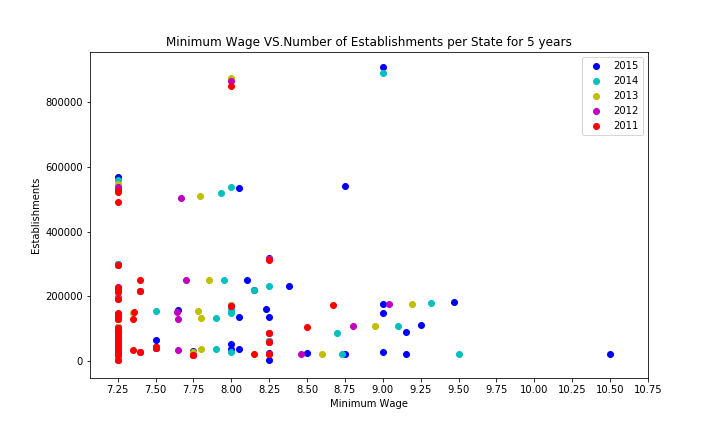 Minimum Wage VS.Number of Establishments per State for 5 years
2015
2014
2013
2012
2011
Establishments
800000
600000
400000
200000
0
7.25 7.50 7.75 8.00 8.25 8.50 8.75 9.00 9.25 9.50 9.75 10.00 10.25 10.50 10.75
Minimum Wage